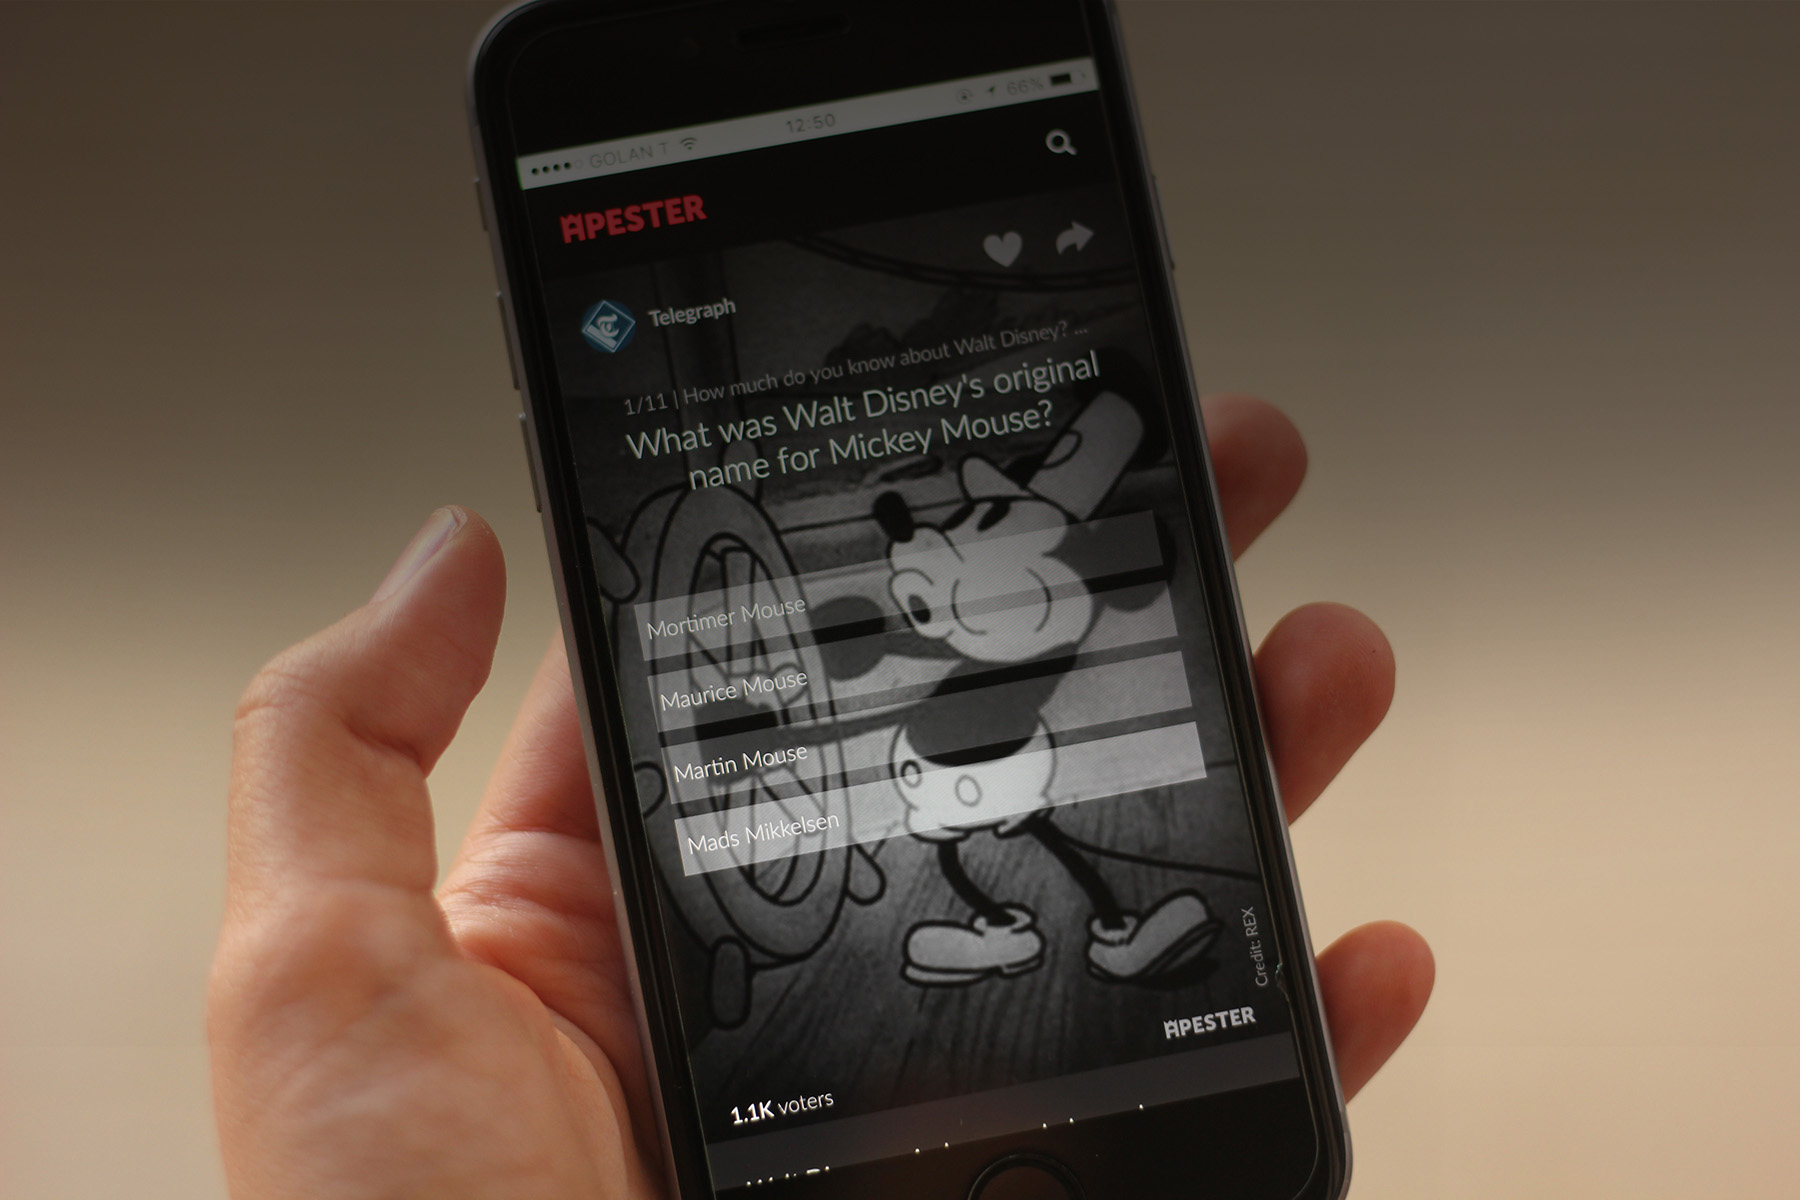 GOLAN T
12:50
66%
APESTER
Telegraph
1/11 | How much do you know about Walt Disney? ...
What was Walt Disney's original
name for Mickey Mouse?
Mortimer Mouse
Maurice Mouse
Martin Mouse
Mads Mikkelsen
Credit: REX
APESTER
1.1K voters